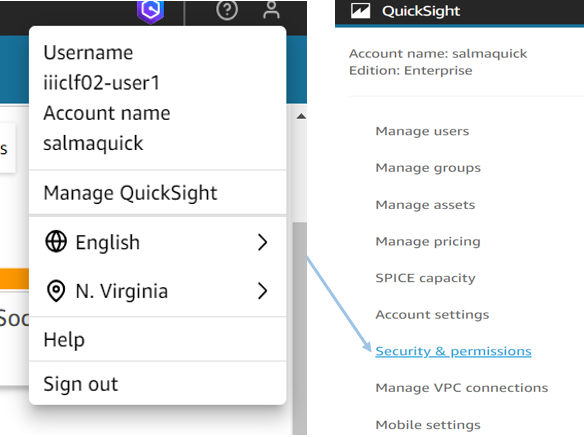 Username
iiiclf02-user1
Account name
salmaquick
s
Manage QuickSight
English
N. Virginia
Soc
Help
Sign out
QuickSight
Account name: salmaquick
Edition: Enterprise
Manage users
Manage groups
Manage assets
Manage pricing
SPICE capacity
Account settings
Security & permissions
Manage VPC connections
Mobile settings